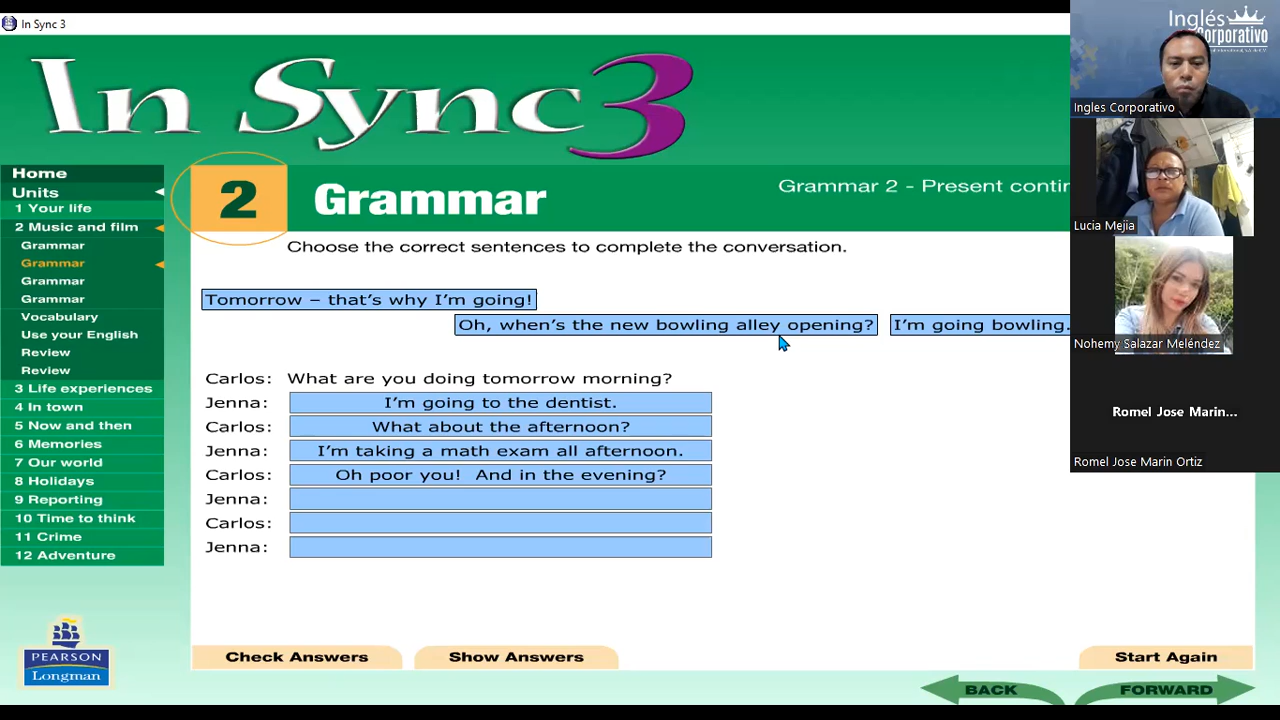 In Sync 3
In Sync 3
Home
Units
1 Your life
2 Music and film
Grammar
Grammar
Grammar
Grammar
Vocabulary
Use your English
Review
Review
3 Life experiences
4 In town
5 Now and then
6 Memories
7 Our world
8 Holidays
9 Reporting
10 Time to think
11 Crime
12 Adventure
PEARSON
Longman
2 Grammar
Grammar 2 - Present conti
Choose the correct sentences to complete the conversation.
Tomorrow – that's why I'm going!
Oh, when's the new bowling alley opening? I'm going bowling.
Carlos: What are you doing tomorrow morning?
Jenna: I'm going to the dentist.
Carlos: What about the afternoon?
Jenna: I'm taking a math exam all afternoon.
Carlos: Oh poor you! And in the evening?
Jenna:
Carlos:
Jenna:
Check Answers Show Answers Start Again
BACK FORWARD
Inglés
Corporativo
Ingles Corporativo
Lucia Mejia
Nohemy Salazar Meléndez
Romel Jose Marin...
Romel Jose Marin Ortiz